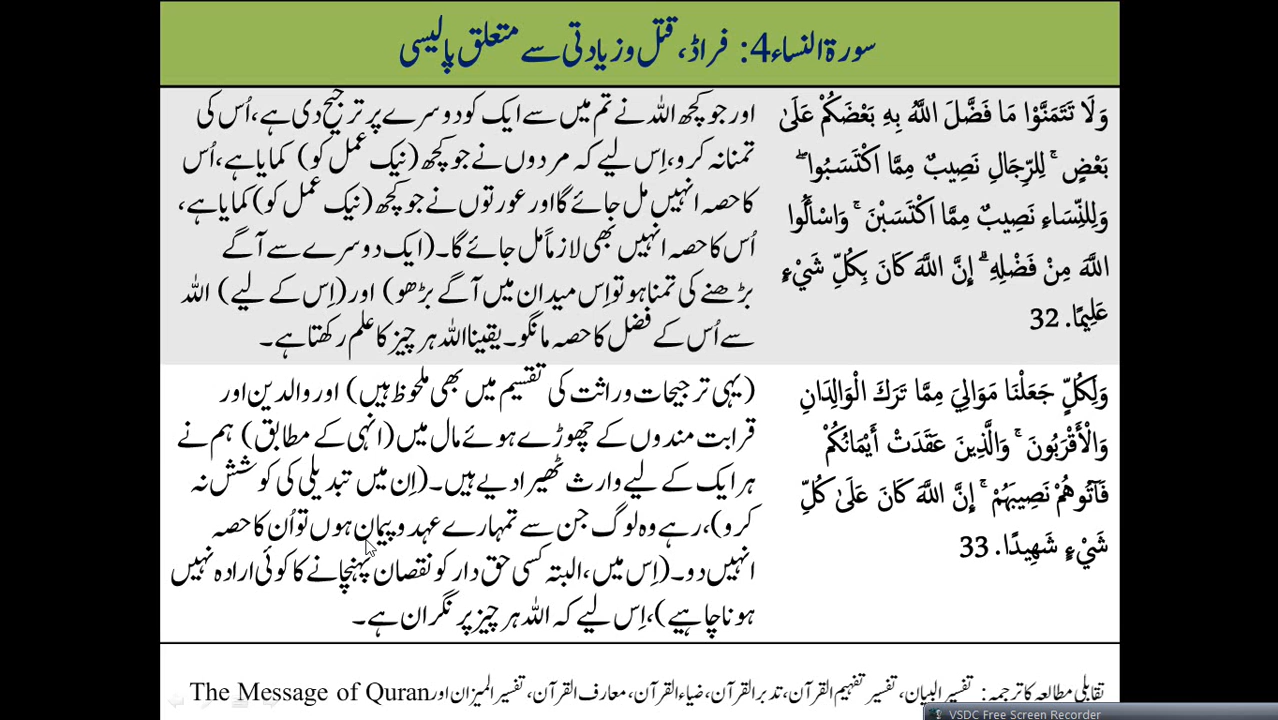 سورۃ النساء4: فراڈ، قتل و زیادتی سے متعلق پالیسی
وَلَا تَتَمَنَّوْا مَا فَضَّلَ اللَّهُ بِهِ بَعْضَكُمْ عَلَىٰ
بَعْضٍ ۚ لِلرِّجَالِ نَصِيبٌ مِمَّا اكْتَسَبُوا ۖ
وَلِلنِّسَاءِ نَصِيبٌ مِمَّا اكْتَسَبْنَ ۚ وَاسْأَلُوا
اللَّهَ مِنْ فَضْلِهِ ۗ إِنَّ اللَّهَ كَانَ بِكُلِّ شَيْءٍ
عَلِيمًا. 32
اور جو کچھ اللہ نے تم میں سے ایک کو دوسرے پر ترجیح دی ہے، اُس کی
تمنا نہ کرو، اِس لیے کہ مردوں نے جو کچھ (نیک عمل کو) کمایا ہے، اُس
کا حصہ انہیں مل جائے گا اور عورتوں نے جو کچھ (نیک عمل کو) کمایا ہے،
اُس کا حصہ انہیں بھی لازماً مل جائے گا۔ (ایک دوسرے سے آگے
بڑھنے کی تمنا ہو تو اِس میدان میں آگے بڑھو) اور (اِس کے لیے) اللہ
سے اُس کے فضل کا حصہ مانگو۔ یقینا اللہ ہر چیز کا علم رکھتا ہے۔
وَلِكُلٍّ جَعَلْنَا مَوَالِيَ مِمَّا تَرَكَ الْوَالِدَانِ
وَالْأَقْرَبُونَ ۚ وَالَّذِينَ عَقَدَتْ أَيْمَانُكُمْ
فَآتُوهُمْ نَصِيبَهُمْ ۚ إِنَّ اللَّهَ كَانَ عَلَىٰ كُلِّ
شَيْءٍ شَهِيدًا. 33
(یہی ترجیحات وراثت کی تقسیم میں بھی ملحوظ ہیں) اور والدین اور
قرابت مندوں کے چھوڑے ہوئے مال میں (انہی کے مطابق) ہم نے
ہر ایک کے لیے وارث ٹھیرا دیے ہیں۔ (اِن میں تبدیلی کی کوشش نہ
کرو)، رہے وہ لوگ جن سے تمہارے عہد و پیمان ہوں تو اُن کا حصہ
انہیں دو۔ (اِس میں، البتہ کسی حق دار کو نقصان پہنچانے کا کوئی ارادہ نہیں
ہونا چاہیے)، اِس لیے کہ اللہ ہر چیز پر نگران ہے۔
تقابلی مطالعہ کا ترجمہ: تفسیر البیان، تفسیر تفہیم القرآن، تدبر القرآن، ضیاء القرآن، معارف القرآن، تفسیر المیزان اور The Message of Quran
VSDC Free Screen Recorder